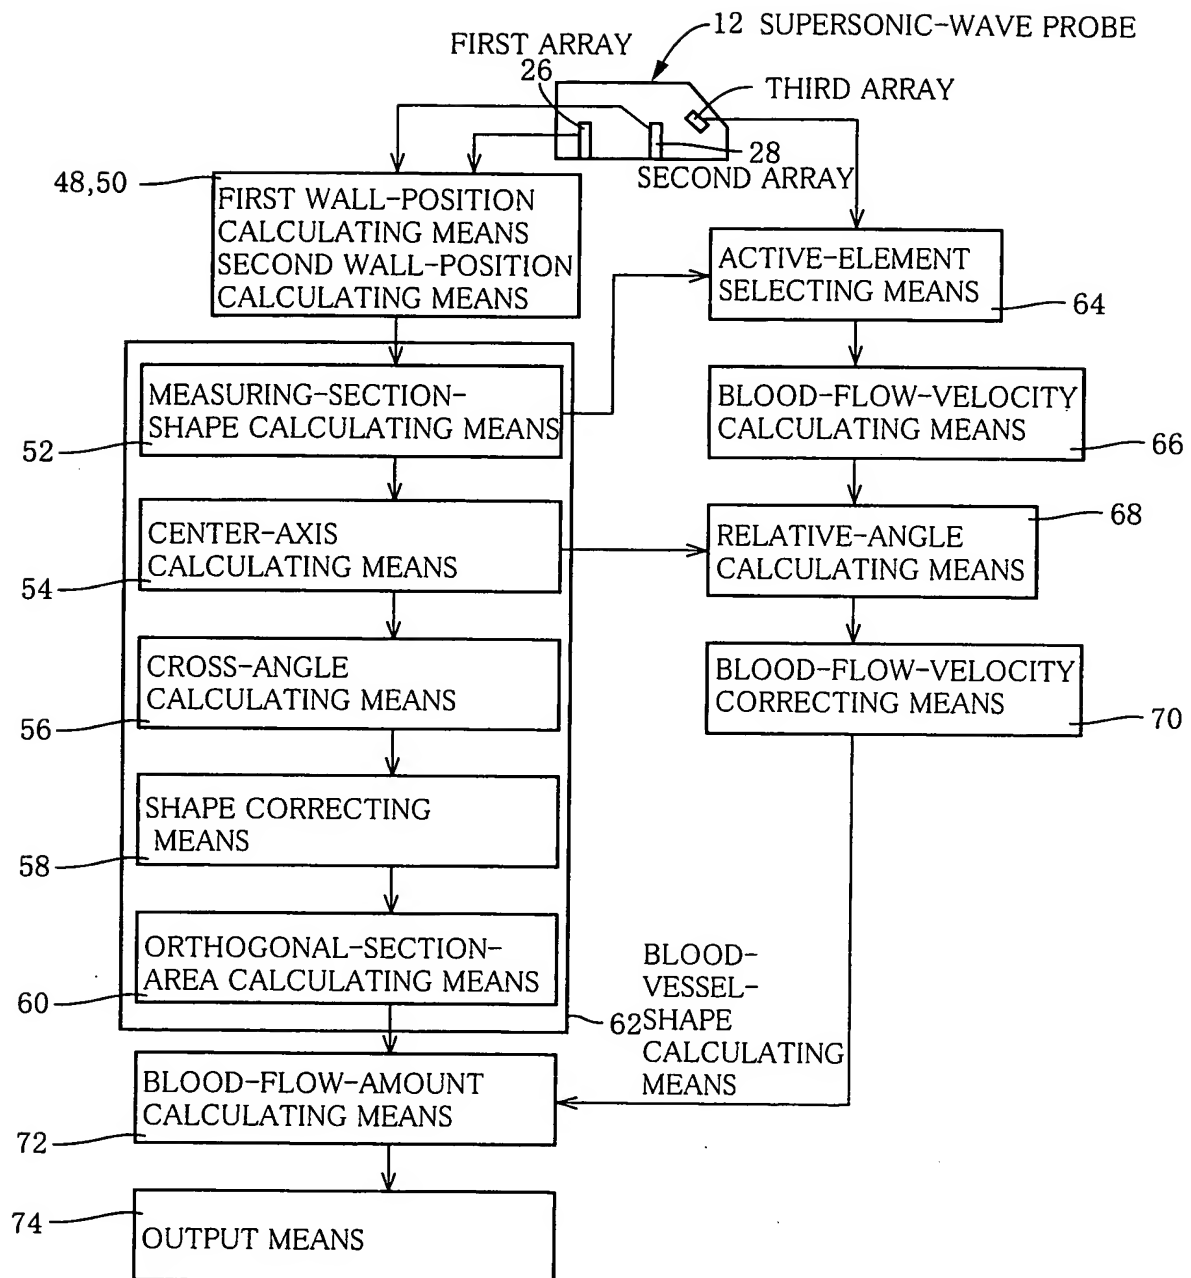 12 SUPERSONIC-WAVE PROBE
FIRST ARRAY
26
THIRD ARRAY
28
SECOND ARRAY
48,50
FIRST WALL-POSITION
CALCULATING MEANS
SECOND WALL-POSITION
CALCULATING MEANS
ACTIVE-ELEMENT
SELECTING MEANS
64
MEASURING-SECTION-
SHAPE CALCULATING MEANS
52
BLOOD-FLOW-VELOCITY
CALCULATING MEANS
66
CENTER-AXIS
CALCULATING MEANS
54
68
RELATIVE-ANGLE
CALCULATING MEANS
CROSS-ANGLE
CALCULATING MEANS
56
BLOOD-FLOW-VELOCITY
CORRECTING MEANS
70
SHAPE CORRECTING
MEANS
58
ORTHOGONAL-SECTION-
AREA CALCULATING MEANS
60
62
BLOOD-
VESSEL-
SHAPE
CALCULATING
MEANS
BLOOD-FLOW-AMOUNT
CALCULATING MEANS
72
74
OUTPUT MEANS